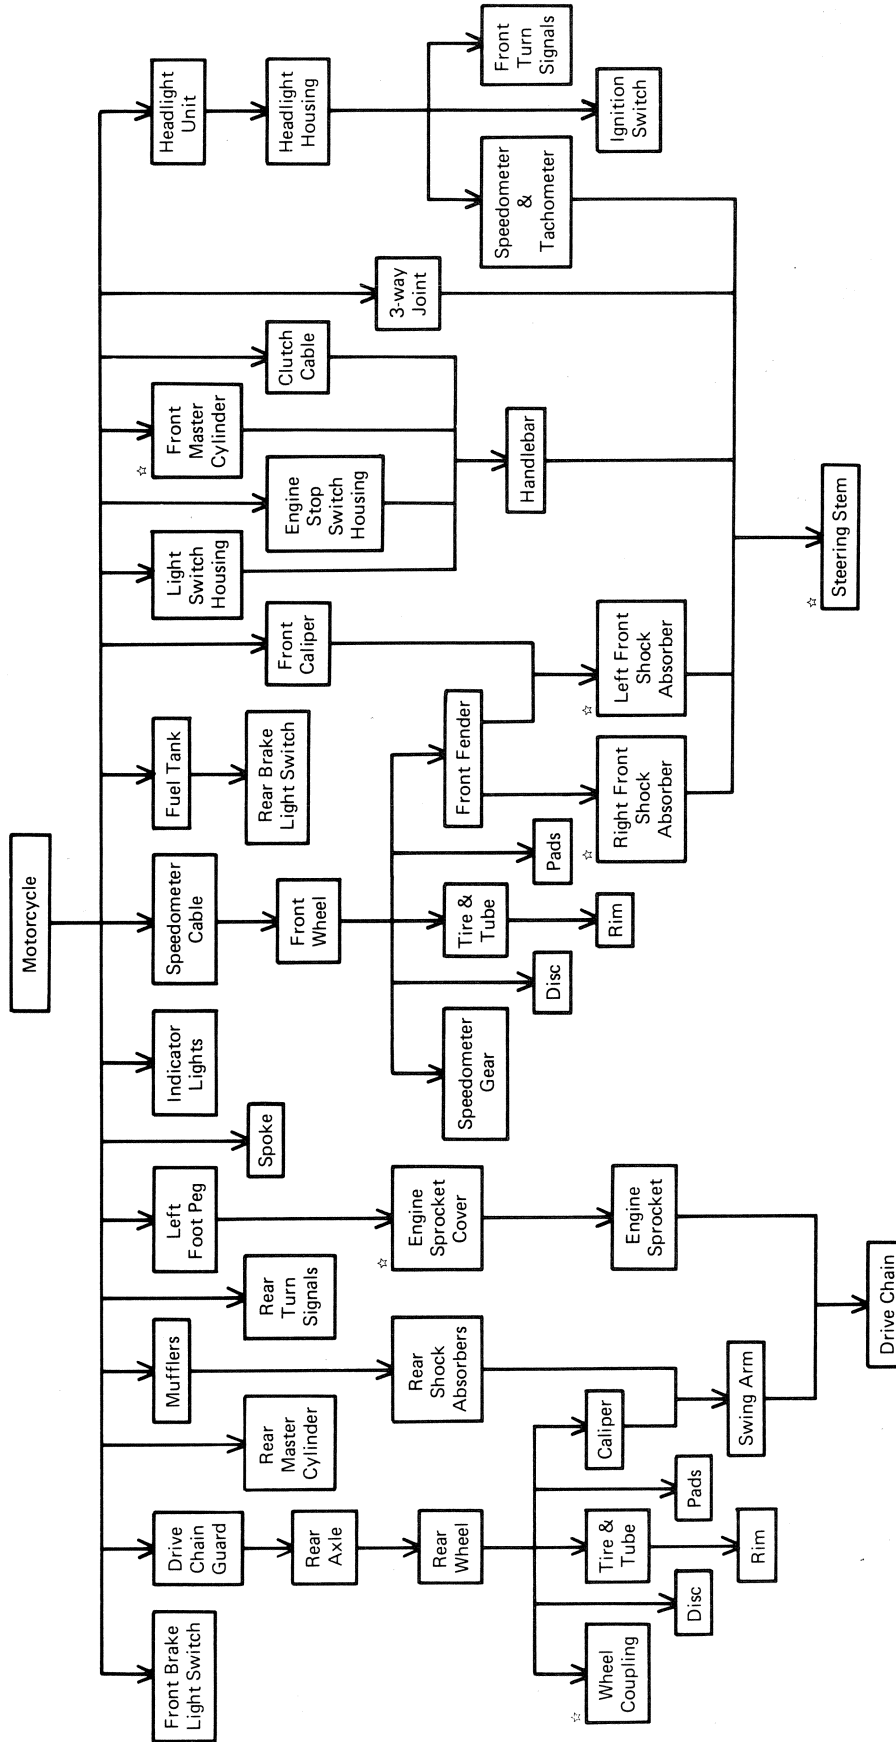 Motorcycle
Front Brake
Light Switch
Drive
Chain
Guard
Rear
Master
Cylinder
Mufflers
Rear
Turn
Signals
Left
Foot Peg
Spoke
Indicator
Lights
Speedometer
Cable
Fuel Tank
Rear Brake
Light Switch
Front
Caliper
Light
Switch
Housing
Engine
Stop
Switch
Housing
☆
Front
Master
Cylinder
Clutch
Cable
3-way
Joint
Headlight
Unit
Headlight
Housing
Rear
Axle
Rear
Wheel
Rear
Shock
Absorbers
☆
Engine
Sprocket
Cover
Engine
Sprocket
Front
Wheel
Speedometer
Gear
Disc
Tire &
Tube
Rim
Pads
Front Fender
☆
Right Front
Shock
Absorber
☆
Left Front
Shock
Absorber
Handlebar
Speedometer
&
Tachometer
Ignition
Switch
Front
Turn
Signals
☆
Wheel
Coupling
Disc
Tire &
Tube
Rim
Pads
Caliper
Swing Arm
Drive Chain
☆
Steering Stem